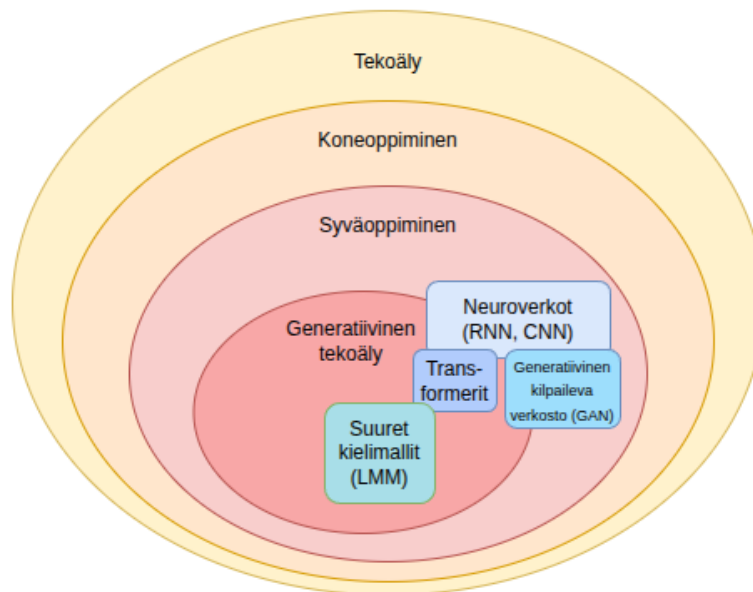 Tekoäly
Koneoppiminen
Syväoppiminen
Neuroverkot
(RNN, CNN)
Generatiivinen
tekoäly
Trans-
formerit
Generatiivinen
kilpaileva
verkosto (GAN)
Suuret
kielimallit
(LMM)